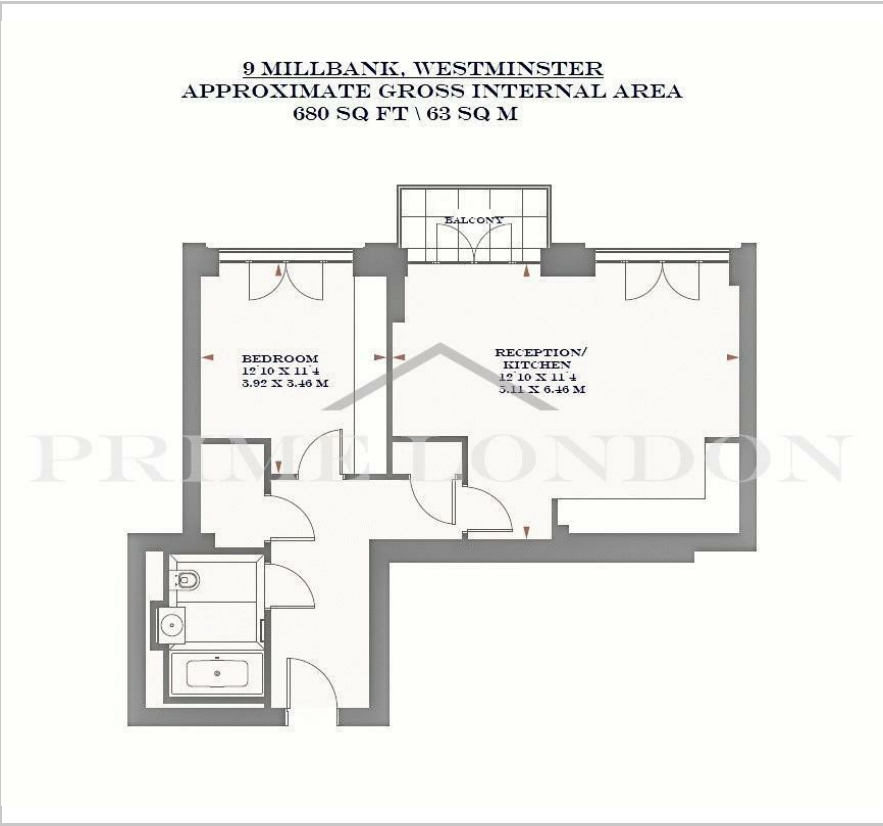 9 MILLBANK, WESTMINSTER
APPROXIMATE GROSS INTERNAL AREA
680 SQ FT \ 63 SQ M
BALCONY
BEDROOM
12'10 X 11'4
3.92 X 3.46 M
RECEPTION/
KITCHEN
12'10 X 11'4
5.11 X 6.46 M
PRIME LONDON